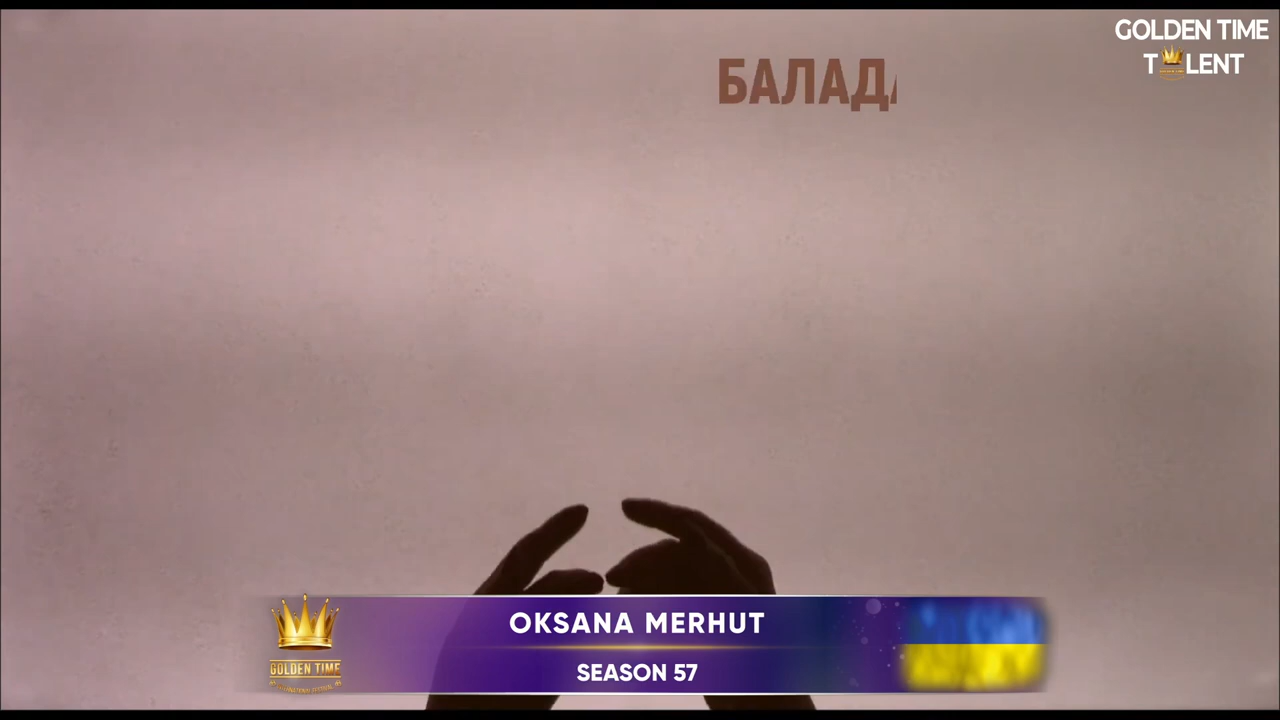 GOLDEN TIME
TALENT
БАЛАДА
OKSANA MERHUT
SEASON 57
GOLDEN TIME